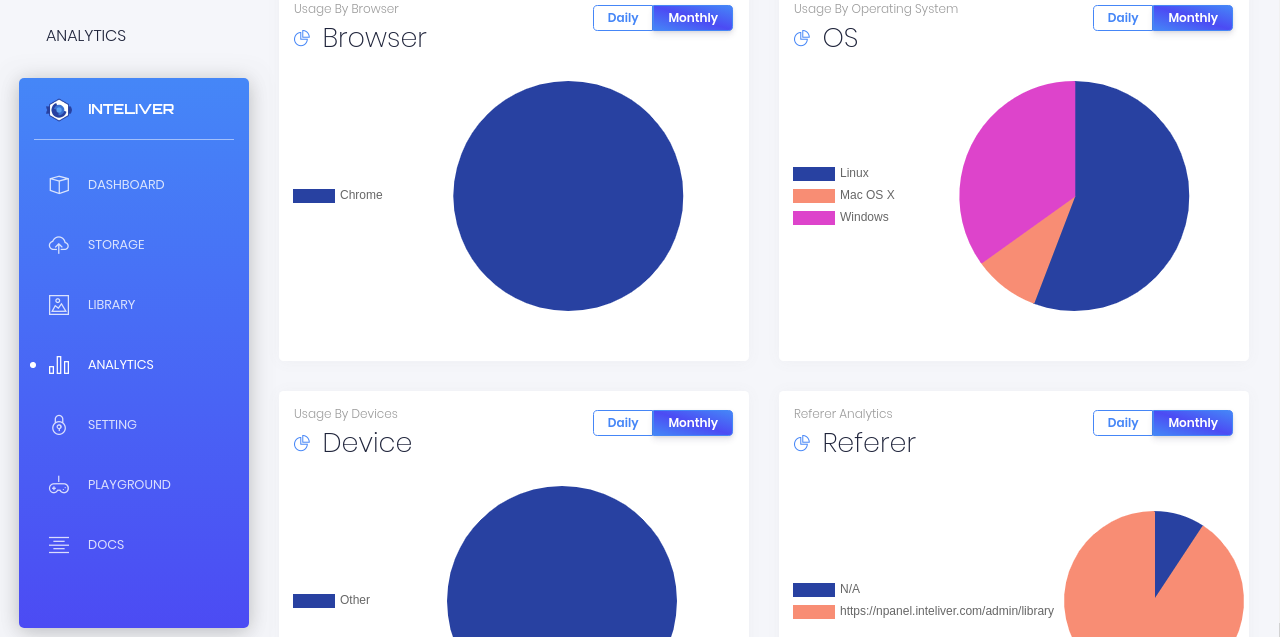 ANALYTICS
INTELIVER
DASHBOARD
STORAGE
LIBRARY
ANALYTICS
SETTING
PLAYGROUND
DOCS
Usage By Browser
Daily Monthly
Browser
Chrome
Usage By Operating System
Daily Monthly
OS
Linux
Mac OS X
Windows
Usage By Devices
Daily Monthly
Device
Other
Referer Analytics
Daily Monthly
Referer
N/A
https://npanel.inteliver.com/admin/library